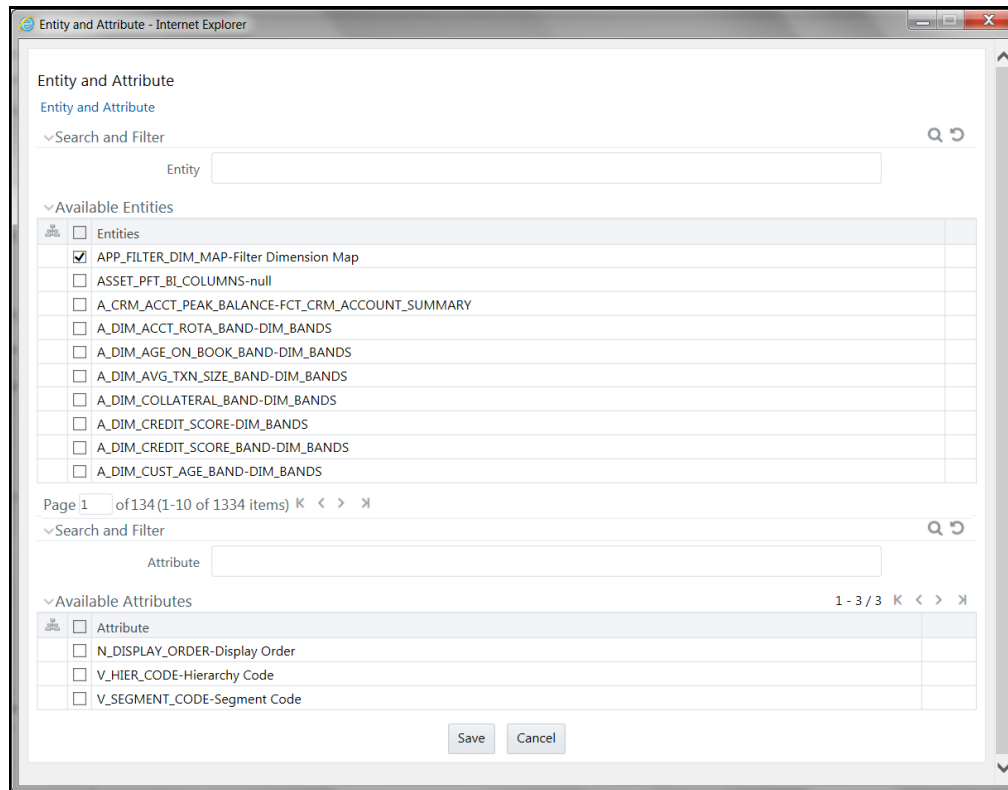 Entity and Attribute - Internet Explorer
Entity and Attribute
Entity and Attribute
Search and Filter
Entity
Available Entities
Entities
APP_FILTER_DIM_MAP-Filter Dimension Map
ASSET_PFT_BI_COLUMNS-null
A_CRM_ACCT_PEAK_BALANCE-FCT_CRM_ACCOUNT_SUMMARY
A_DIM_ACCT_ROTA_BAND-DIM_BANDS
A_DIM_AGE_ON_BOOK_BAND-DIM_BANDS
A_DIM_AVG_TXN_SIZE_BAND-DIM_BANDS
A_DIM_COLLATERAL_BAND-DIM_BANDS
A_DIM_CREDIT_SCORE-DIM_BANDS
A_DIM_CREDIT_SCORE_BAND-DIM_BANDS
A_DIM_CUST_AGE_BAND-DIM_BANDS
Page 1 of 134 (1-10 of 1334 items)
Search and Filter
Attribute
Available Attributes 1 - 3 / 3
Attribute
N_DISPLAY_ORDER-Display Order
V_HIER_CODE-Hierarchy Code
V_SEGMENT_CODE-Segment Code
Save Cancel